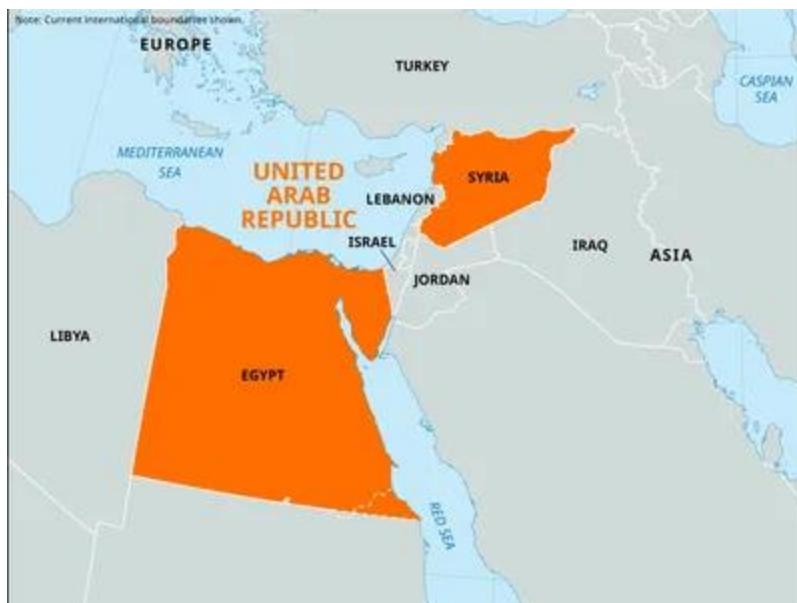 Note: Current international boundaries shown.
EUROPE
TURKEY
CASPIAN
SEA
MEDITERRANEAN
SEA
UNITED
ARAB
REPUBLIC
SYRIA
LEBANON
ISRAEL
IRAQ
ASIA
JORDAN
LIBYA
EGYPT
RED SEA